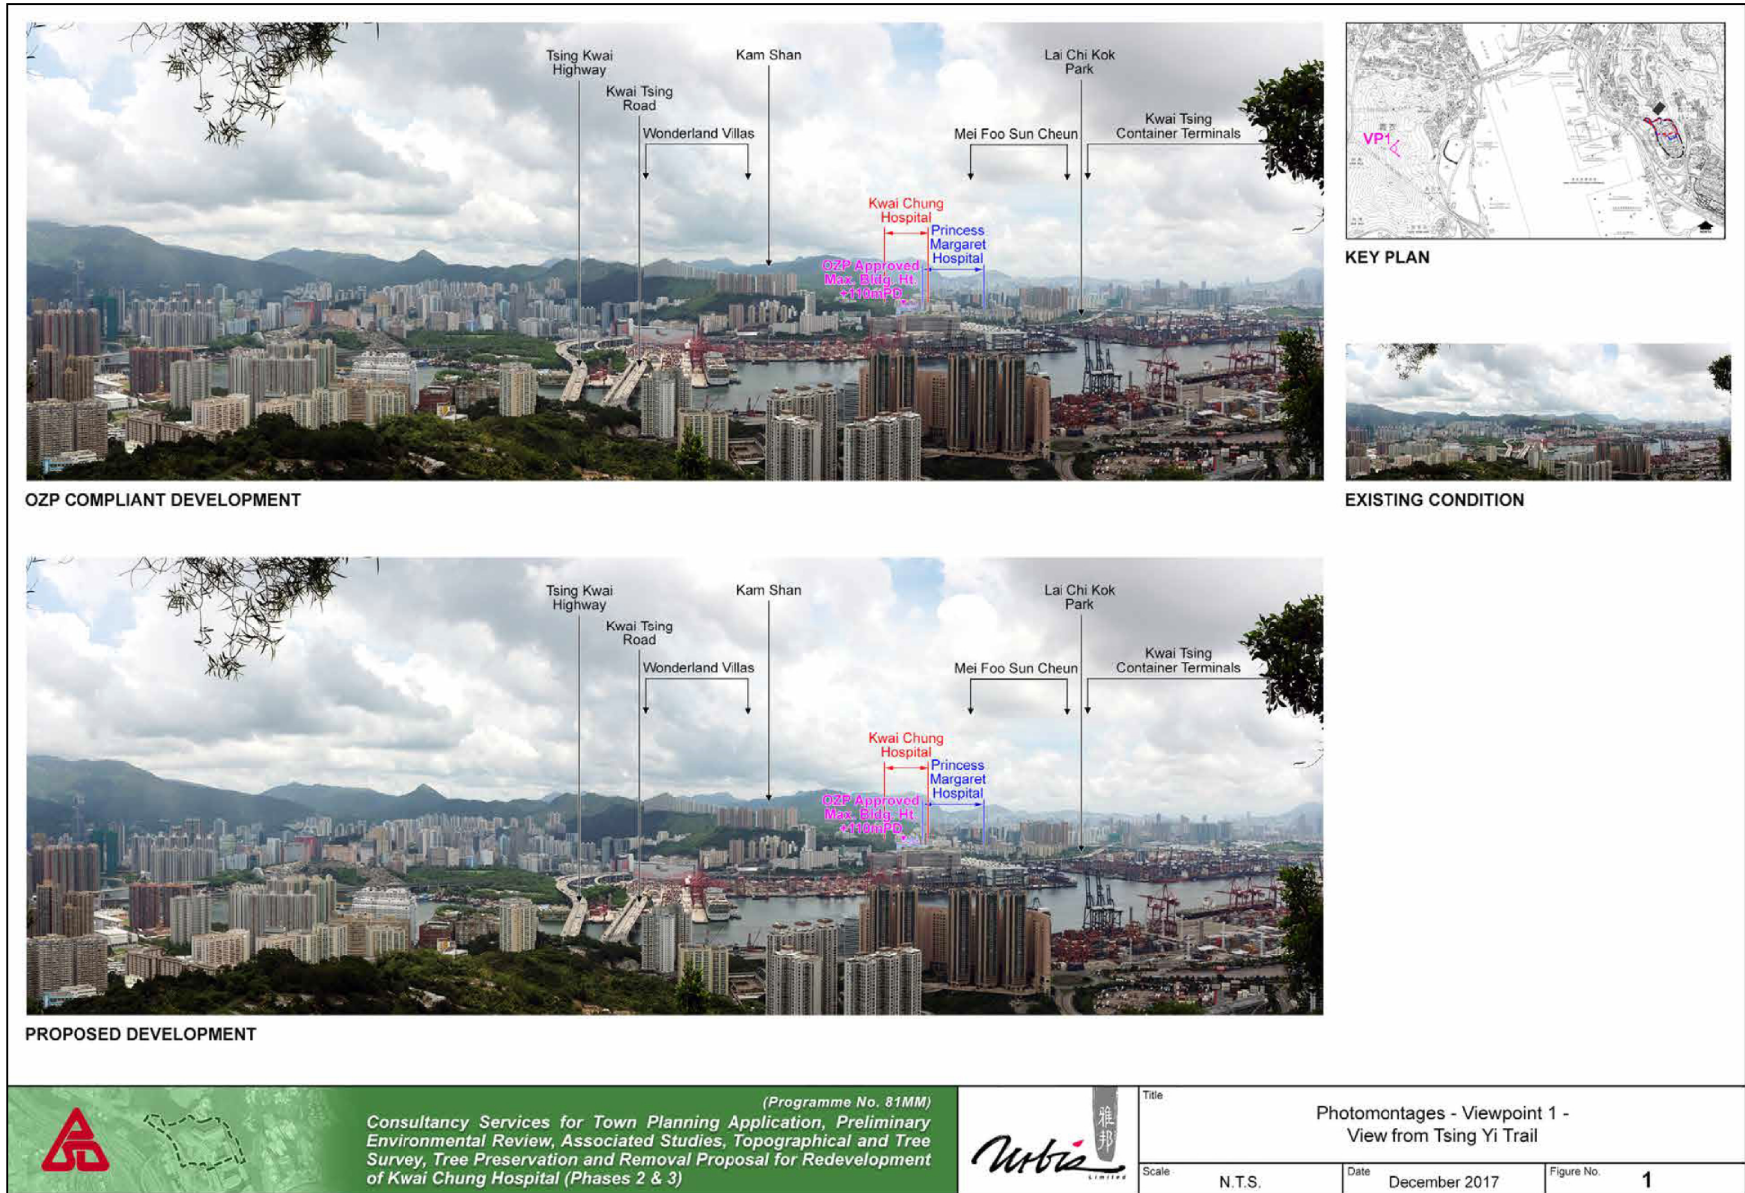 Tsing Kwai
Highway
Kam Shan
Lai Chi Kok
Park
Kwai Tsing
Road
Kwai Tsing
Container Terminals
Wonderland Villas
Mei Foo Sun Cheun
Kwai Chung
Hospital
Princess
Margaret
Hospital
OZP Approved
Max. Bldg. Ht.
+110mPD
OZP COMPLIANT DEVELOPMENT
VP1
KEY PLAN
EXISTING CONDITION
Tsing Kwai
Highway
Kam Shan
Lai Chi Kok
Park
Kwai Tsing
Road
Kwai Tsing
Container Terminals
Wonderland Villas
Mei Foo Sun Cheun
Kwai Chung
Hospital
Princess
Margaret
Hospital
OZP Approved
Max. Bldg. Ht.
+110mPD
PROPOSED DEVELOPMENT
(Programme No. 81MM)
Consultancy Services for Town Planning Application, Preliminary
Environmental Review, Associated Studies, Topographical and Tree
Survey, Tree Preservation and Removal Proposal for Redevelopment
of Kwai Chung Hospital (Phases 2 & 3)
urbis
雅邦
Limited
Title
Photomontages - Viewpoint 1 -
View from Tsing Yi Trail
Scale
N.T.S.
Date
December 2017
Figure No.
1